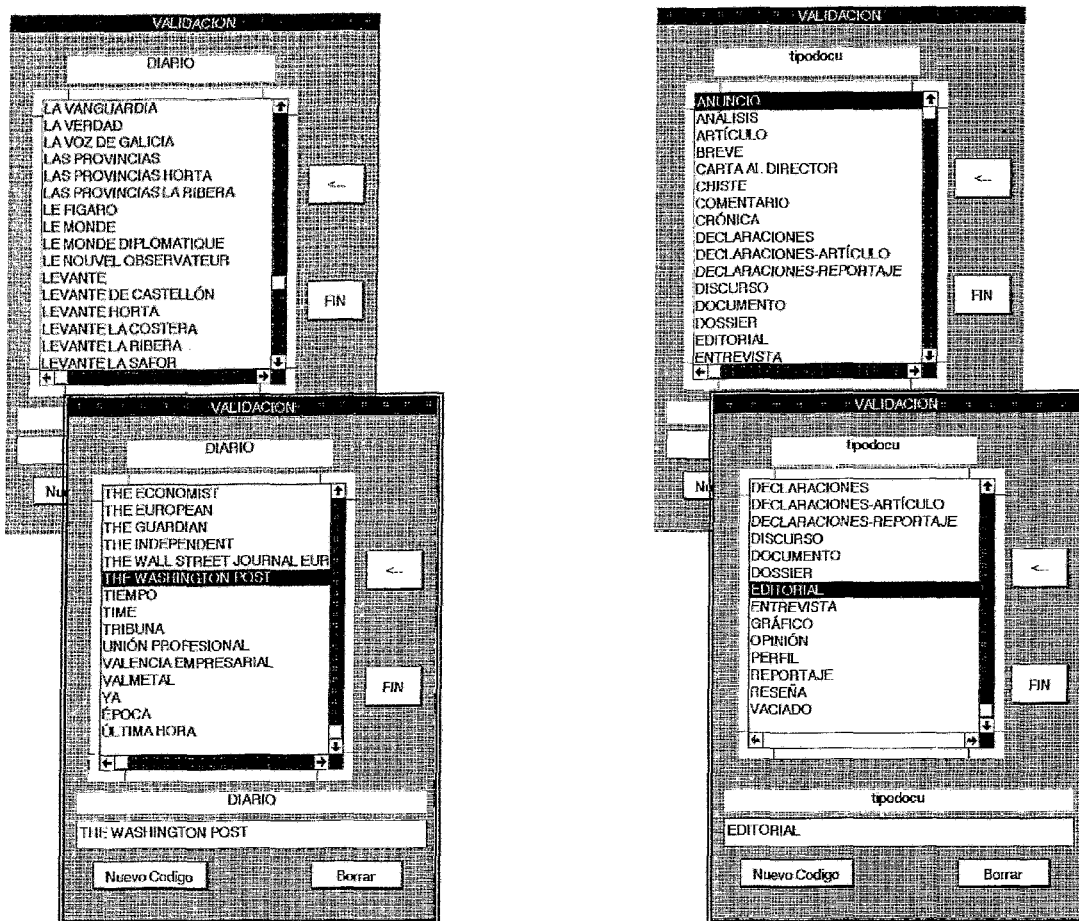 VALIDACION
DIARIO
LA VANGUARDIA
LA VERDAD
LA VOZ DE GALICIA
LAS PROVINCIAS
LAS PROVINCIAS HORTA
LAS PROVINCIAS LA RIBERA
LE FIGARO
LE MONDE
LE MONDE DIPLOMATIQUE
LE NOUVEL OBSERVATEUR
LEVANTE
LEVANTE DE CASTELLÓN
LEVANTE HORTA
LEVANTE LA COSTERA
LEVANTE LA RIBERA
LEVANTE LA SAFOR
<--
FIN
Nu
VALIDACION
DIARIO
THE ECONOMIST
THE EUROPEAN
THE GUARDIAN
THE INDEPENDENT
THE WALL STREET JOURNAL EUR
THE WASHINGTON POST
TIEMPO
TIME
TRIBUNA
UNIÓN PROFESIONAL
VALENCIA EMPRESARIAL
VALMETAL
YA
ÉPOCA
ÚLTIMA HORA
<--
FIN
DIARIO
THE WASHINGTON POST
Nuevo Codigo
Borrar
VALIDACION
tipodocu
ANUNCIO
ANÁLISIS
ARTÍCULO
BREVE
CARTA AL DIRECTOR
CHISTE
COMENTARIO
CRÓNICA
DECLARACIONES
DECLARACIONES-ARTÍCULO
DECLARACIONES-REPORTAJE
DISCURSO
DOCUMENTO
DOSSIER
EDITORIAL
ENTREVISTA
<--
FIN
Nu
VALIDACION
tipodocu
DECLARACIONES
DECLARACIONES-ARTÍCULO
DECLARACIONES-REPORTAJE
DISCURSO
DOCUMENTO
DOSSIER
EDITORIAL
ENTREVISTA
GRÁFICO
OPINIÓN
PERFIL
REPORTAJE
RESEÑA
VACIADO
<--
FIN
tipodocu
EDITORIAL
Nuevo Codigo
Borrar